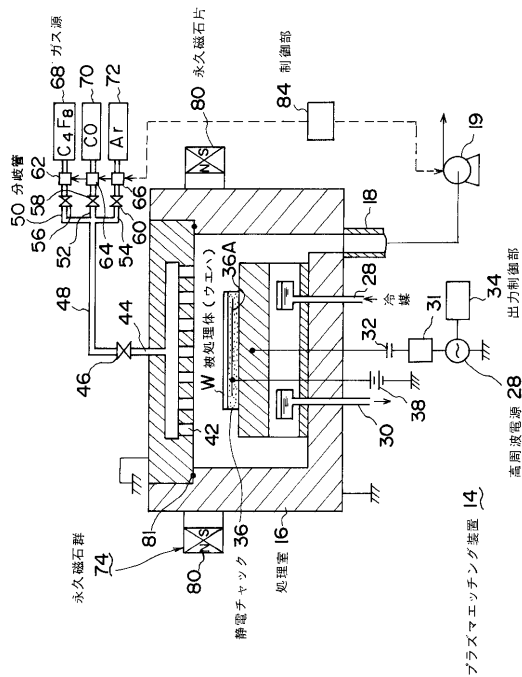 68 ガス源
C4F8
70
CO
72
Ar
50 分岐管
62
56
58
52
64
54
66
60
48
44
46
永久磁石片
80
N S
制御部
84
19
18
W 被処理体(ウエハ)
36A
42
28
冷媒
32
31
34
出力制御部
38
30
28
高周波電源
永久磁石群
74
80
N S
81
36
静電チャック
16
処理室
プラズマエッチング装置 14